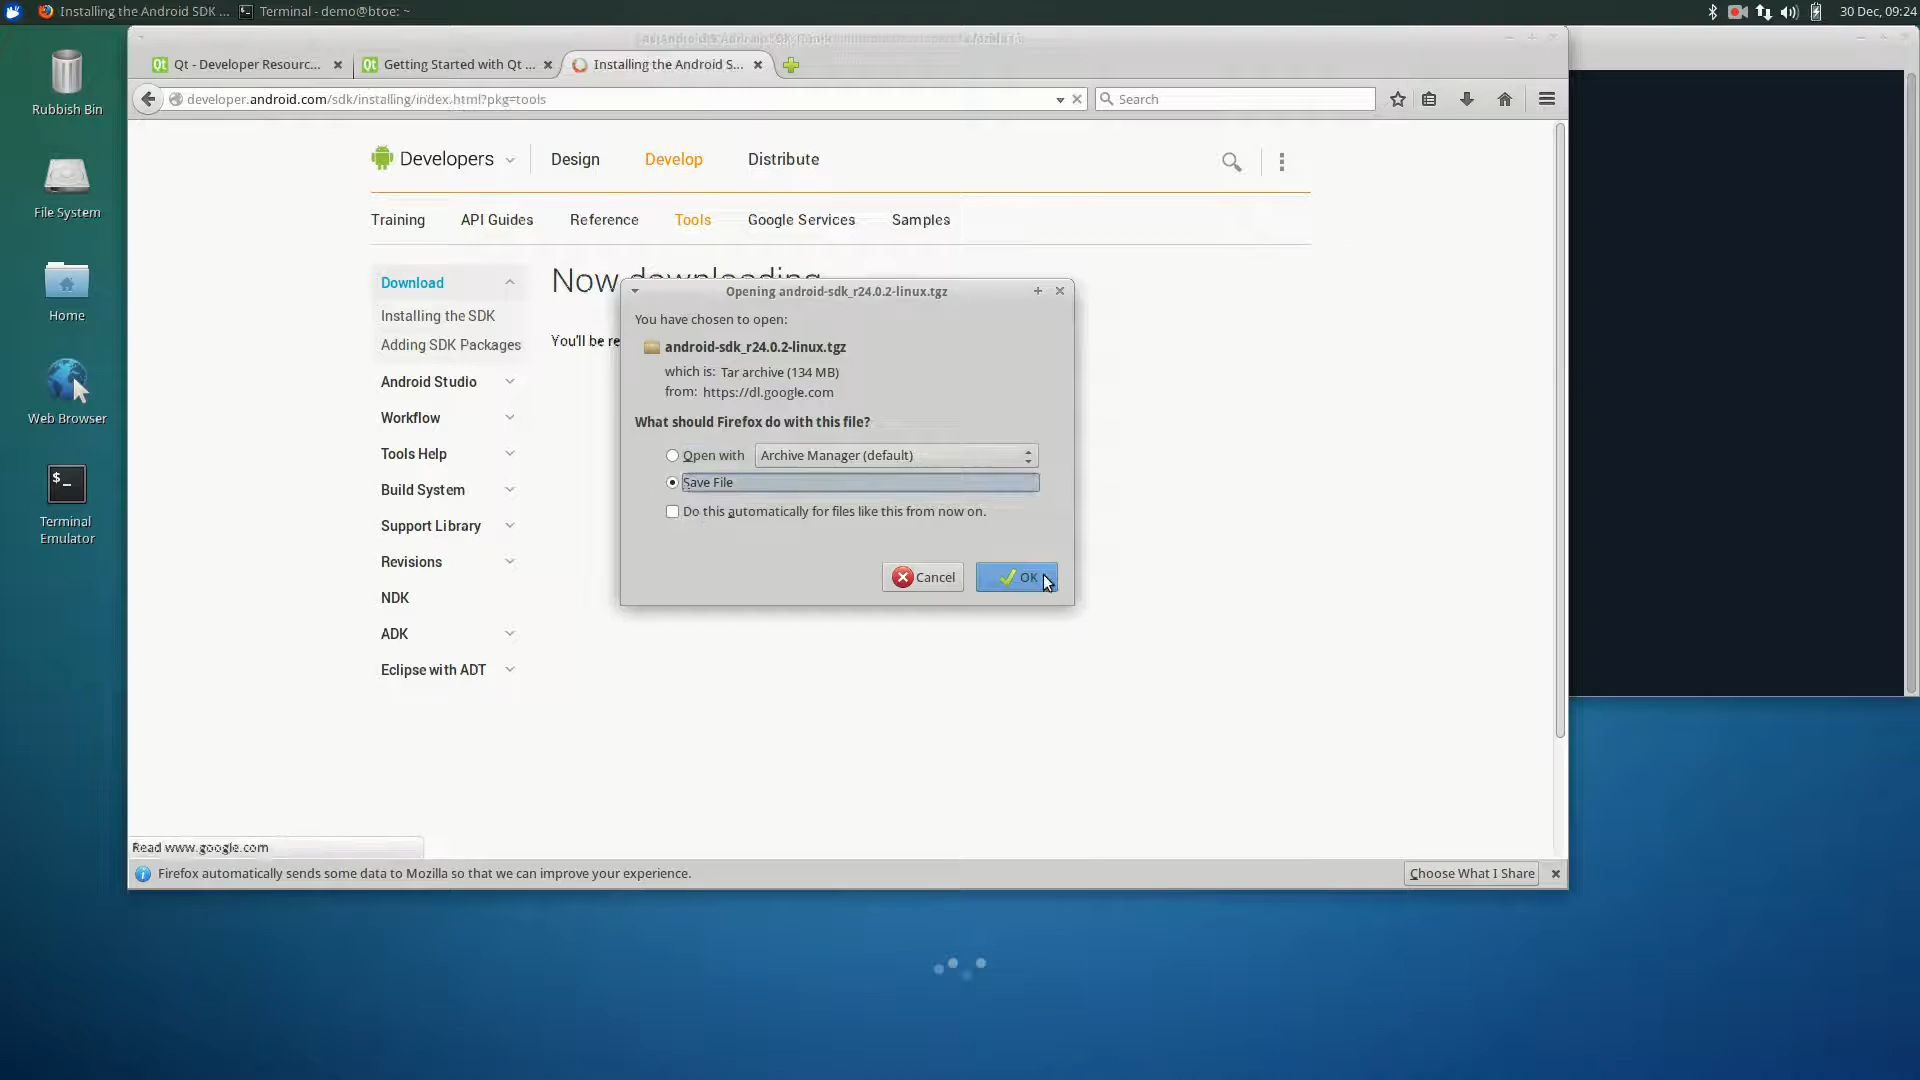 Installing the Android SDK ...
Terminal - demo@btoe: ~
30 Dec, 09:24
Rubbish Bin
File System
Home
Web Browser
Terminal
Emulator
Qt - Developer Resourc...
Getting Started with Qt ...
Installing the Android S...
developer.android.com/sdk/installing/index.html?pkg=tools
Search
Developers
Design
Develop
Distribute
Training
API Guides
Reference
Tools
Google Services
Samples
Download
Installing the SDK
Adding SDK Packages
Android Studio
Workflow
Tools Help
Build System
Support Library
Revisions
NDK
ADK
Eclipse with ADT
Now downloading
You'll be re
Opening android-sdk_r24.0.2-linux.tgz
You have chosen to open:
android-sdk_r24.0.2-linux.tgz
which is: Tar archive (134 MB)
from: https://dl.google.com
What should Firefox do with this file?
Open with
Archive Manager (default)
Save File
Do this automatically for files like this from now on.
Cancel
OK
Read www.google.com
Firefox automatically sends some data to Mozilla so that we can improve your experience.
Choose What I Share